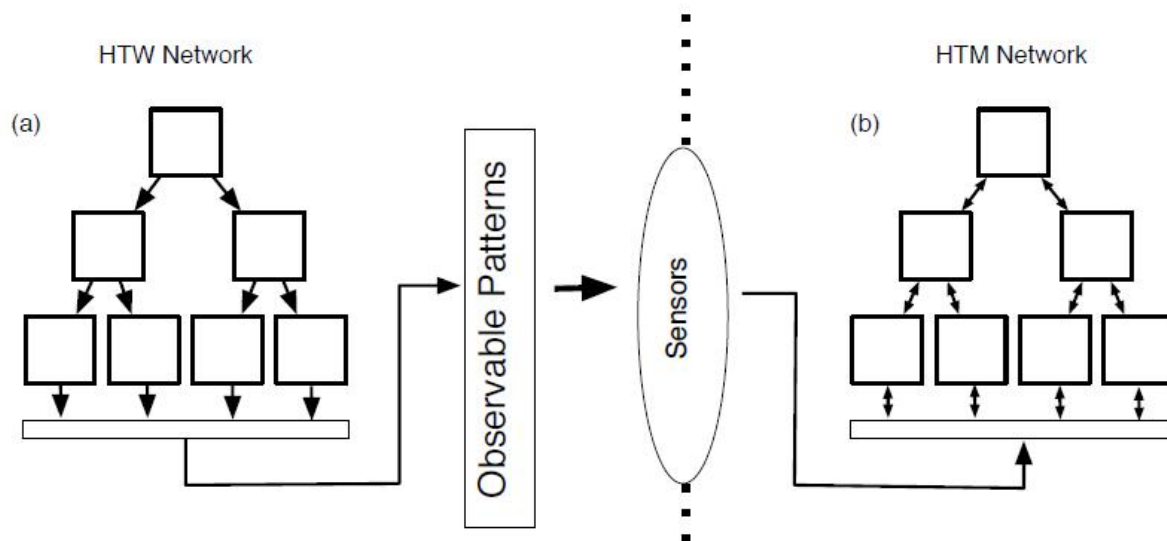 HTW Network
HTM Network
(a)
(b)
Observable Patterns
Sensors